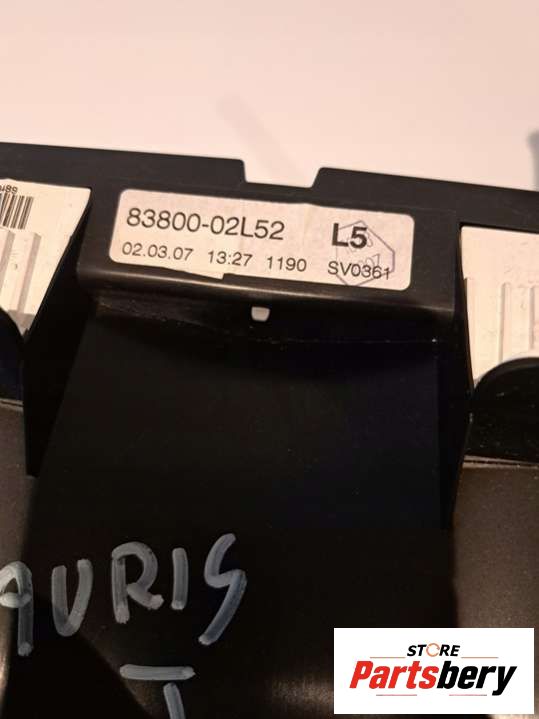 83800-02L52 L5
02.03.07 13:27 1190 SV0361
AURIS
I
STORE
Partsbery